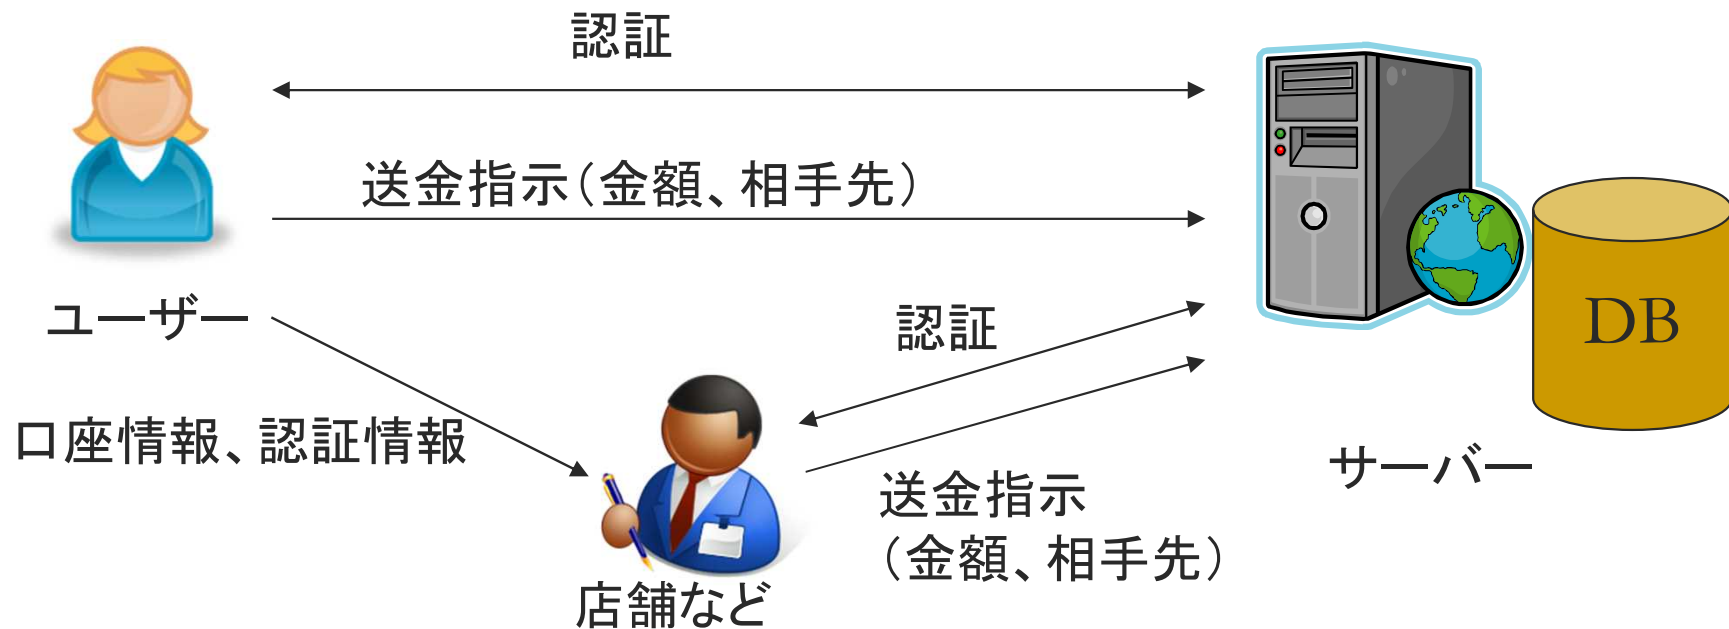 認証
送金指示（金額、相手先）
ユーザー
DB
認証
口座情報、認証情報
サーバー
送金指示
（金額、相手先）
店舗など